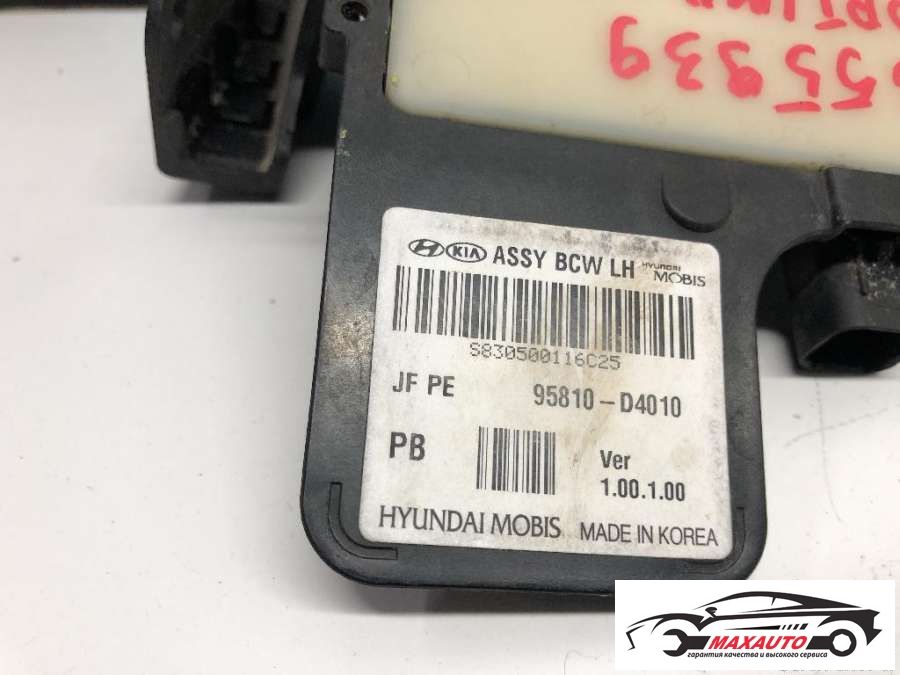 55939
HYUNDAI
KIA ASSY BCW LH MOBIS
S830500116C25
JF PE 95810-D4010
PB Ver
1.00.1.00
HYUNDAI MOBIS MADE IN KOREA
MAXAUTO
гарантия качества и высокого сервиса